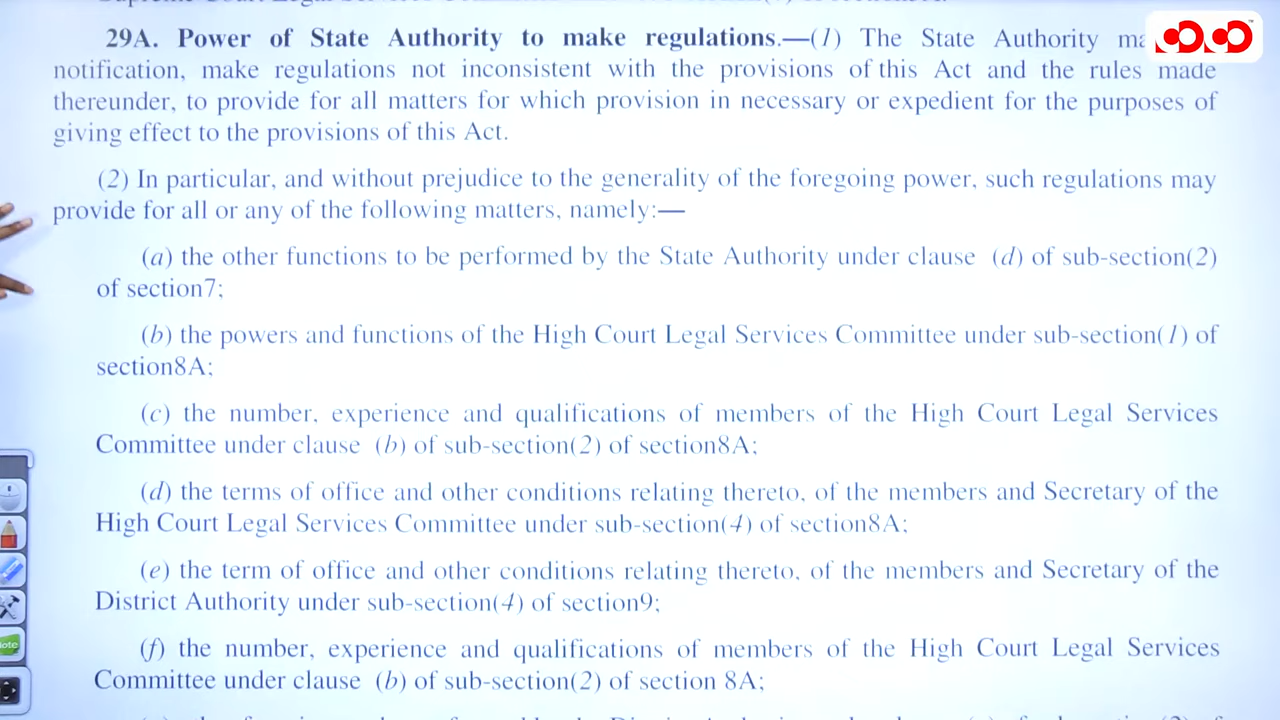 29A. Power of State Authority to make regulations.—(1) The State Authority
notification, make regulations not inconsistent with the provisions of this Act and the rules made
thereunder, to provide for all matters for which provision in necessary or expedient for the purposes of
giving effect to the provisions of this Act.
(2) In particular, and without prejudice to the generality of the foregoing power, such regulations may
provide for all or any of the following matters, namely:—
(a) the other functions to be performed by the State Authority under clause (d) of sub-section(2)
of section7;
(b) the powers and functions of the High Court Legal Services Committee under sub-section(1) of
section8A;
(c) the number, experience and qualifications of members of the High Court Legal Services
Committee under clause (b) of sub-section(2) of section8A;
(d) the terms of office and other conditions relating thereto, of the members and Secretary of the
High Court Legal Services Committee under sub-section(4) of section8A;
(e) the term of office and other conditions relating thereto, of the members and Secretary of the
District Authority under sub-section(4) of section9;
(f) the number, experience and qualifications of members of the High Court Legal Services
Committee under clause (b) of sub-section(2) of section 8A;